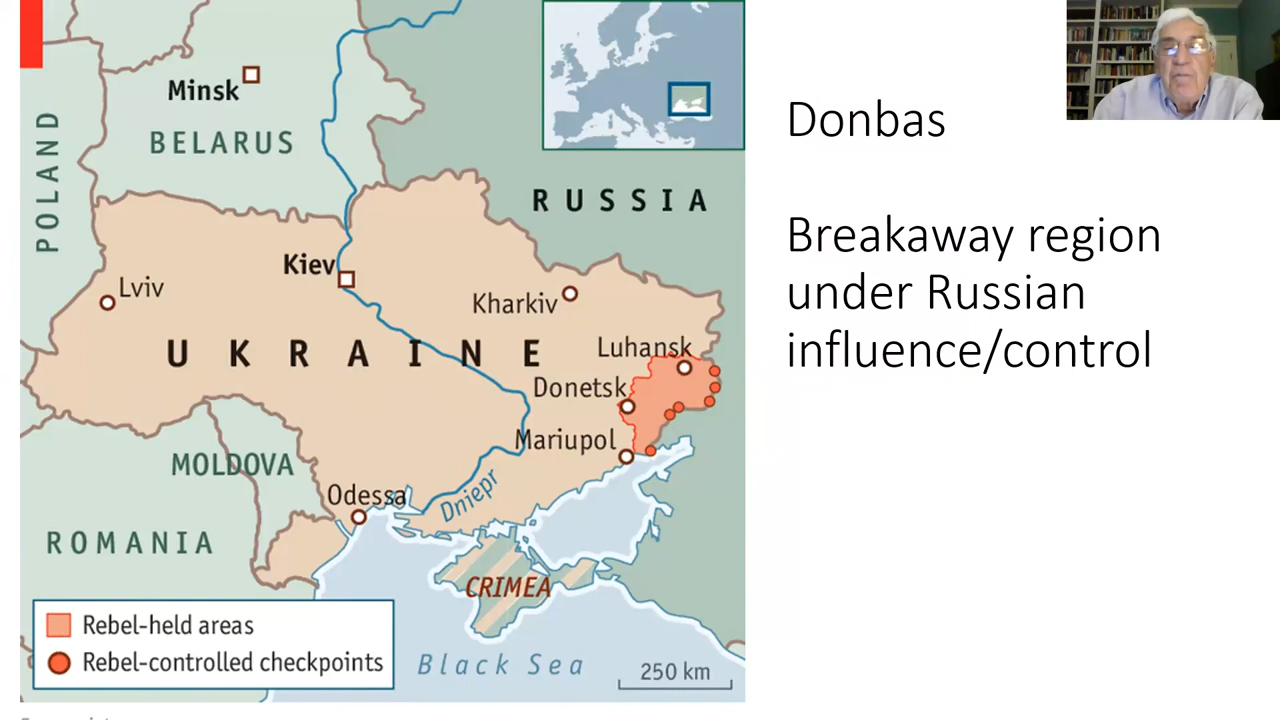 Minsk
BELARUS
POLAND
RUSSIA
Kiev
Lviv
Kharkiv
UKRAINE
Luhansk
Donetsk
Mariupol
MOLDOVA
Odessa
Dniepr
ROMANIA
CRIMEA
Rebel-held areas
Rebel-controlled checkpoints
Black Sea
250 km
Donbas
Breakaway region
under Russian
influence/control